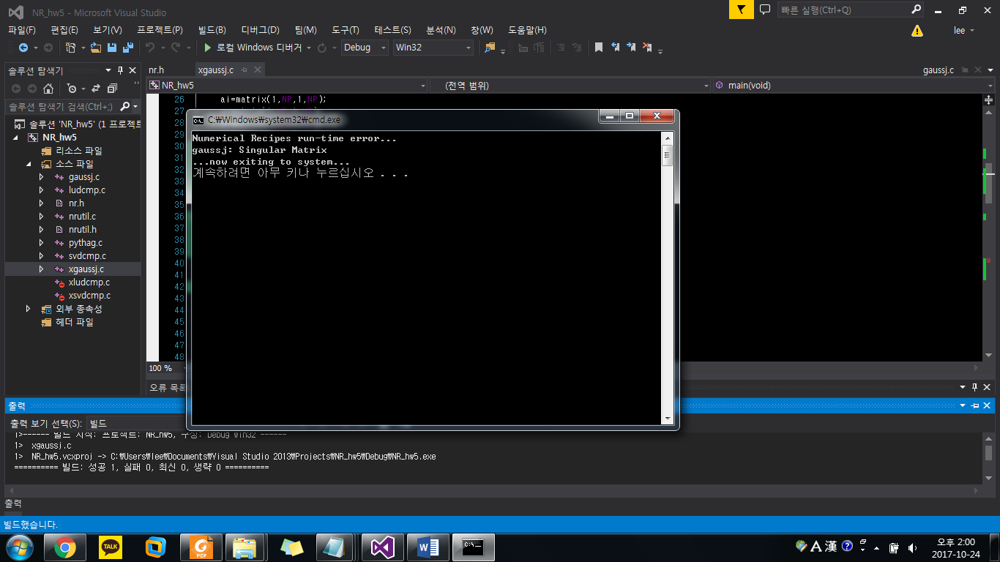 NR_hw5 - Microsoft Visual Studio
빠른 실행(Ctrl+Q)
파일(F) 편집(E) 보기(V) 프로젝트(P) 빌드(B) 디버그(D) 팀(M) 도구(T) 테스트(S) 분석(N) 창(W) 도움말(H)
lee
로컬 Windows 디버거
Debug
Win32
솔루션 탐색기
nr.h
xgaussj.c
gaussj.c
NR_hw5
(전역 범위)
main(void)
솔루션 탐색기 검색(Ctrl+;)
솔루션 'NR_hw5' (1 프로젝트
NR_hw5
리소스 파일
소스 파일
gaussj.c
ludcmp.c
nr.h
nrutil.c
nrutil.h
pythag.c
svdcmp.c
xgaussj.c
xludcmp.c
xsvdcmp.c
외부 종속성
헤더 파일
26 ai=matrix(1,NP,1,NP);
27
28
29
30
31
32
33
34
35
36
37
38
39
40
41
42
43
44
45
46
47
48
C:\Windows\system32\cmd.exe
Numerical Recipes run-time error...
gaussj: Singular Matrix
...now exiting to system...
계속하려면 아무 키나 누르십시오 . . .
100 %
오류 목록
출력
출력 보기 선택(S): 빌드
1>------ 빌드 시작: 프로젝트: NR_hw5, 구성: Debug Win32 ------
1> xgaussj.c
1> NR_hw5.vcxproj -> C:\Users\lee\Documents\Visual Studio 2013\Projects\NR_hw5\Debug\NR_hw5.exe
========== 빌드: 성공 1, 실패 0, 최신 0, 생략 0 ==========
출력
빌드했습니다.
TALK
PDF
A 漢
오후 2:00
2017-10-24